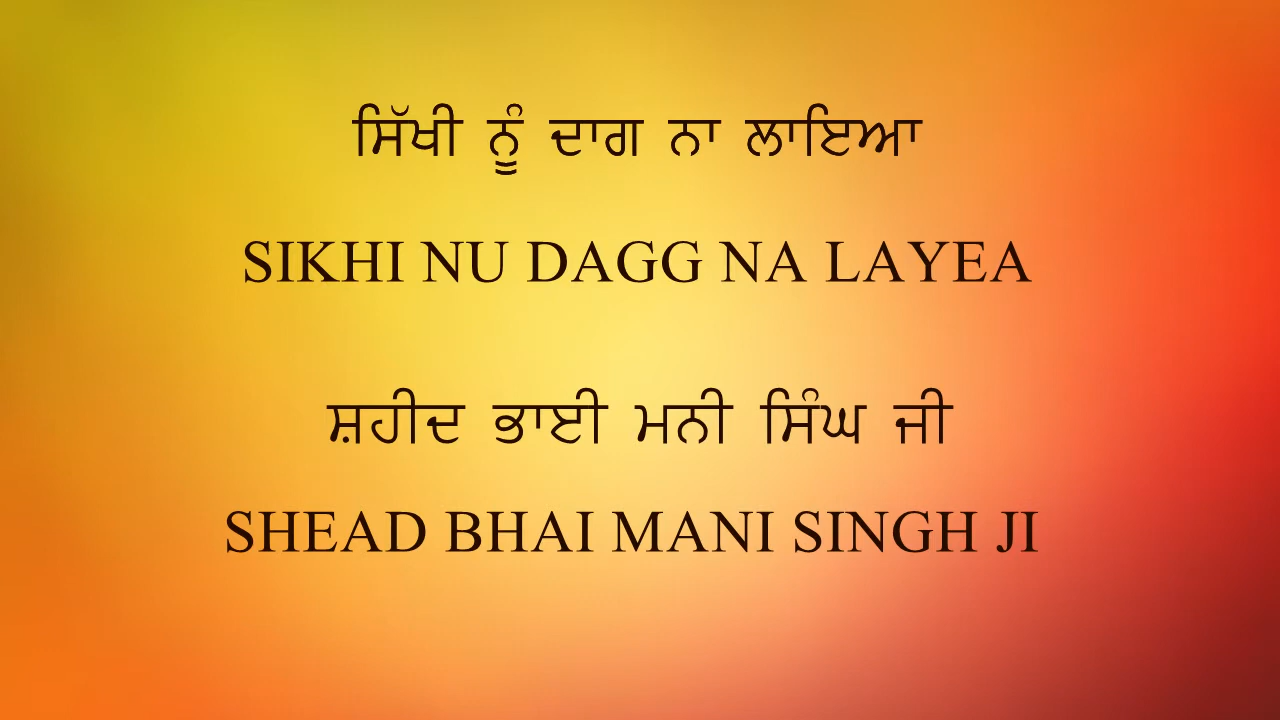 ਸਿੱਖੀ ਨੂੰ ਦਾਗ ਨਾ ਲਾਇਆ
SIKHI NU DAGG NA LAYEA
ਸ਼ਹੀਦ ਭਾਈ ਮਨੀ ਸਿੰਘ ਜੀ
SHEAD BHAI MANI SINGH JI